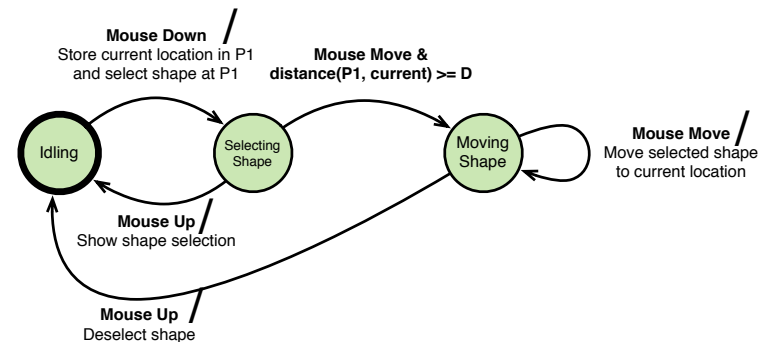 Mouse Down /
Store current location in P1
and select shape at P1
Mouse Move &
distance(P1, current) >= D
Idling
Selecting
Shape
Moving
Shape
Mouse Move /
Move selected shape
to current location
Mouse Up /
Show shape selection
Mouse Up /
Deselect shape